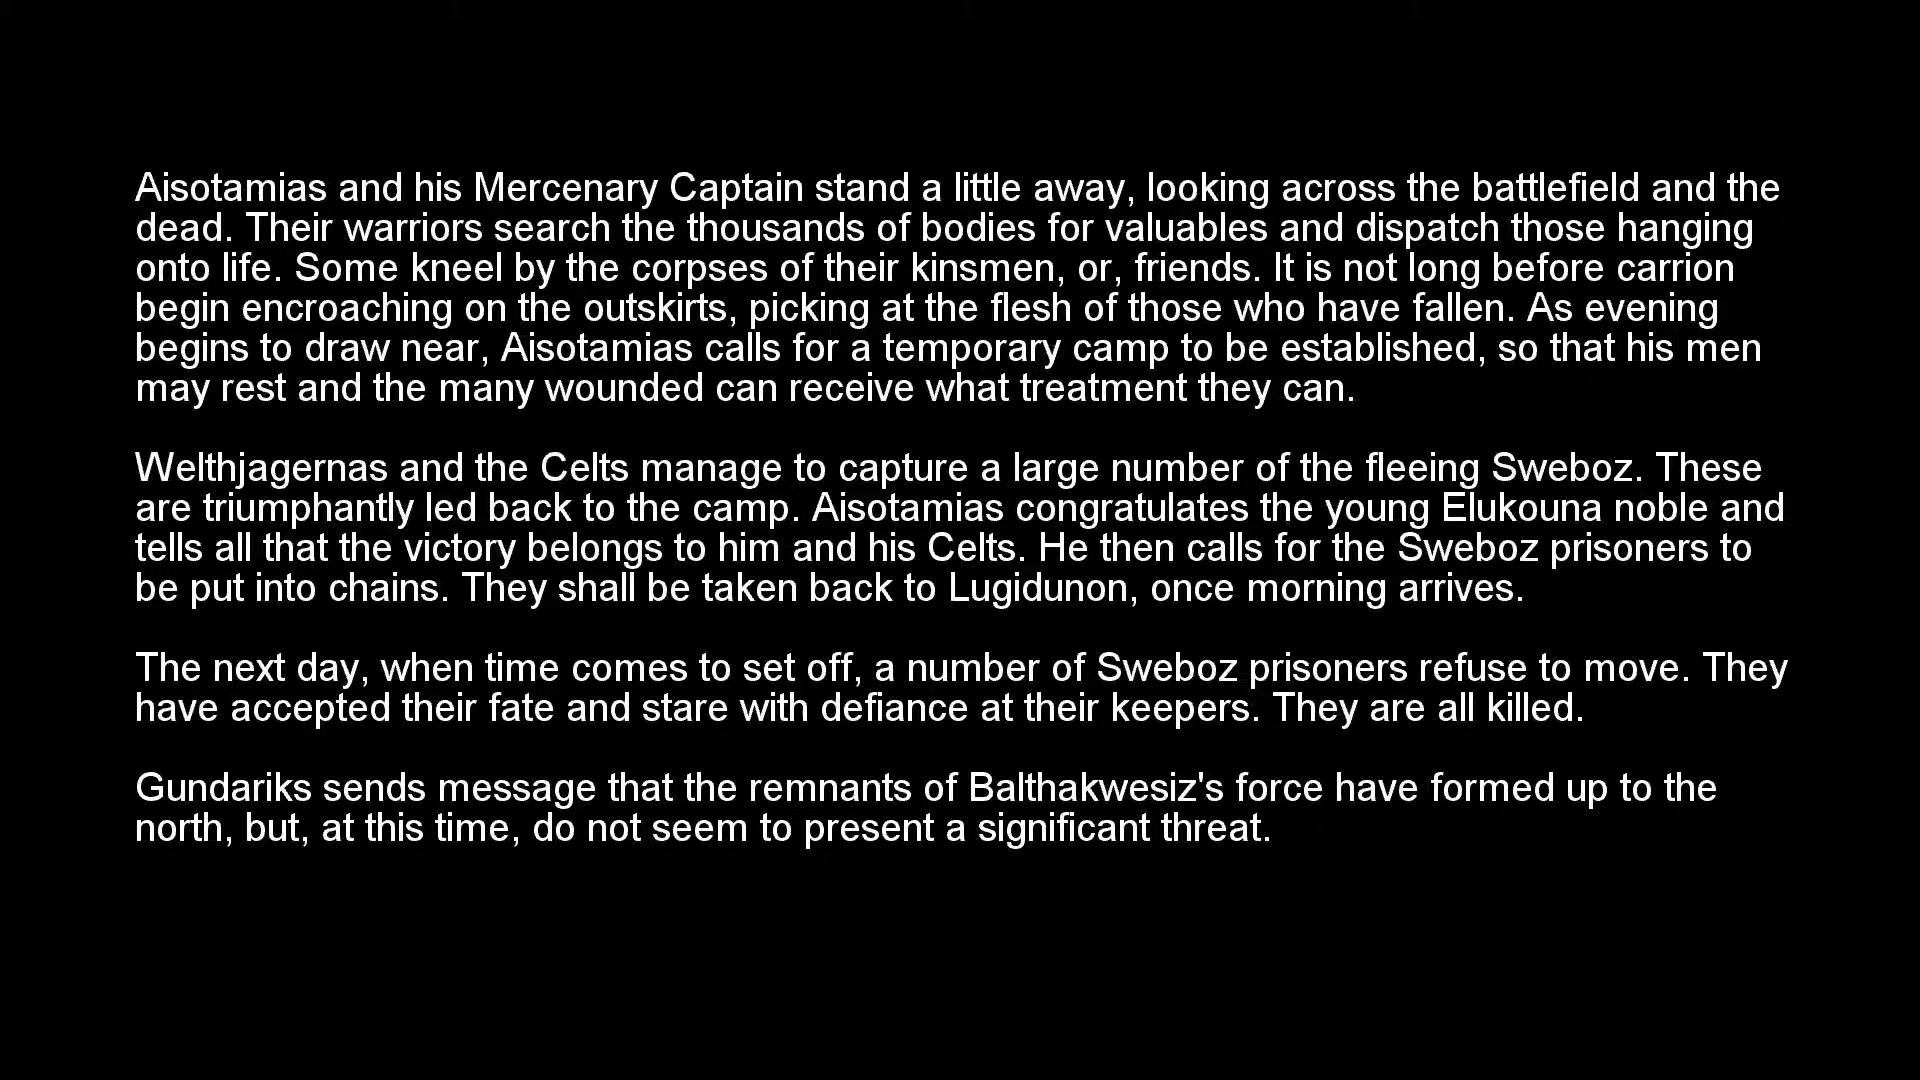 Aisotamias and his Mercenary Captain stand a little away, looking across the battlefield and the
dead. Their warriors search the thousands of bodies for valuables and dispatch those hanging
onto life. Some kneel by the corpses of their kinsmen, or, friends. It is not long before carrion
begin encroaching on the outskirts, picking at the flesh of those who have fallen. As evening
begins to draw near, Aisotamias calls for a temporary camp to be established, so that his men
may rest and the many wounded can receive what treatment they can.
Welthjagernas and the Celts manage to capture a large number of the fleeing Sweboz. These
are triumphantly led back to the camp. Aisotamias congratulates the young Elukouna noble and
tells all that the victory belongs to him and his Celts. He then calls for the Sweboz prisoners to
be put into chains. They shall be taken back to Lugidunon, once morning arrives.
The next day, when time comes to set off, a number of Sweboz prisoners refuse to move. They
have accepted their fate and stare with defiance at their keepers. They are all killed.
Gundariks sends message that the remnants of Balthakwesiz's force have formed up to the
north, but, at this time, do not seem to present a significant threat.